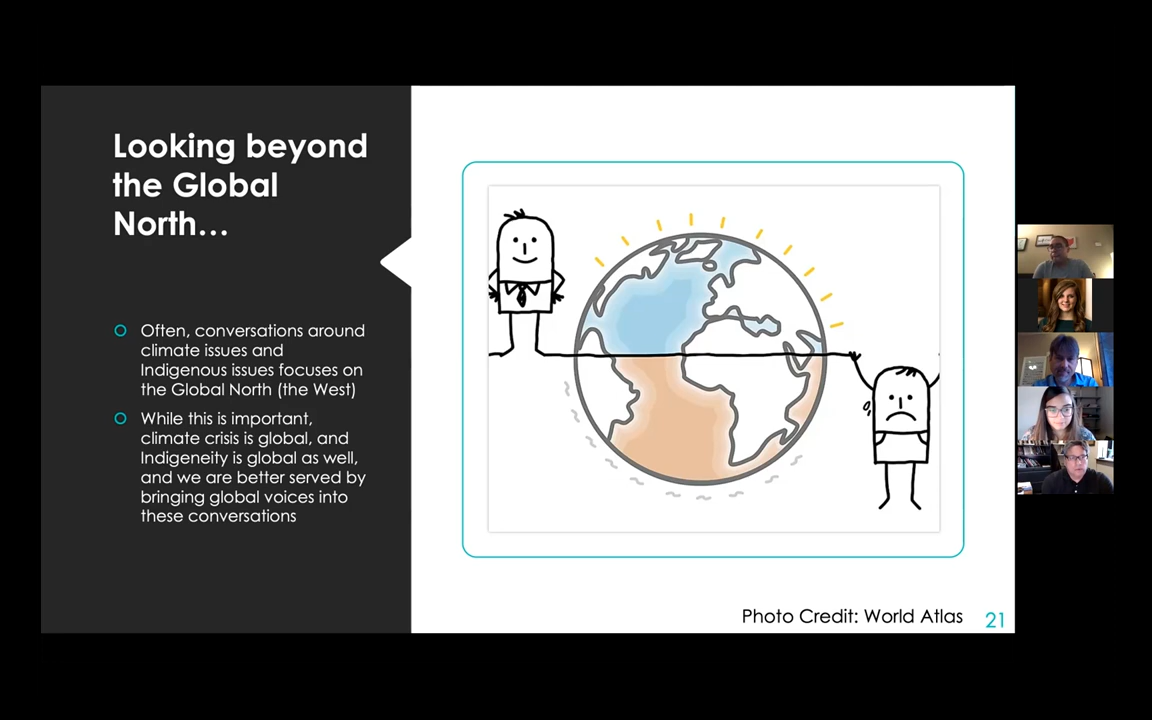 Looking beyond
the Global
North…
Often, conversations around
climate issues and
Indigenous issues focuses on
the Global North (the West)
While this is important,
climate crisis is global, and
Indigeneity is global as well,
and we are better served by
bringing global voices into
these conversations
Photo Credit: World Atlas
21